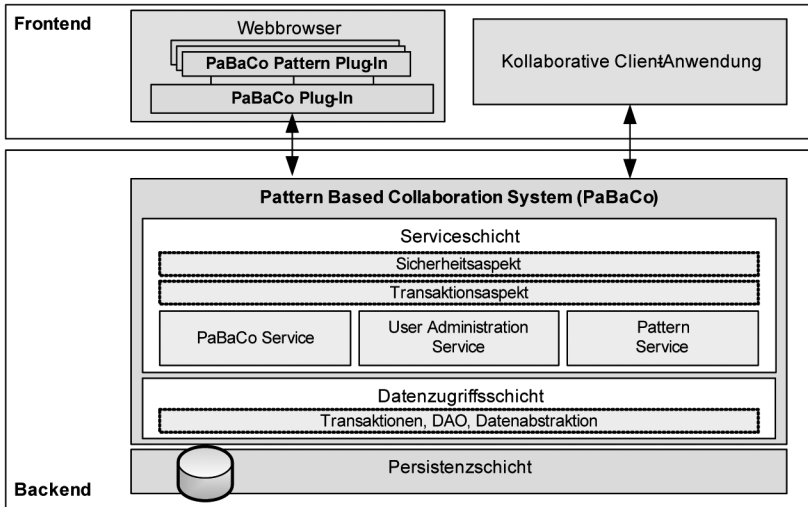 Frontend
Webbrowser
PaBaCo Pattern Plug-In
PaBaCo Plug-In
Kollaborative Client-Anwendung
Pattern Based Collaboration System (PaBaCo)
Serviceschicht
Sicherheitsaspekt
Transaktionsaspekt
PaBaCo Service
User Administration
Service
Pattern
Service
Datenzugriffsschicht
Transaktionen, DAO, Datenabstraktion
Persistenzschicht
Backend